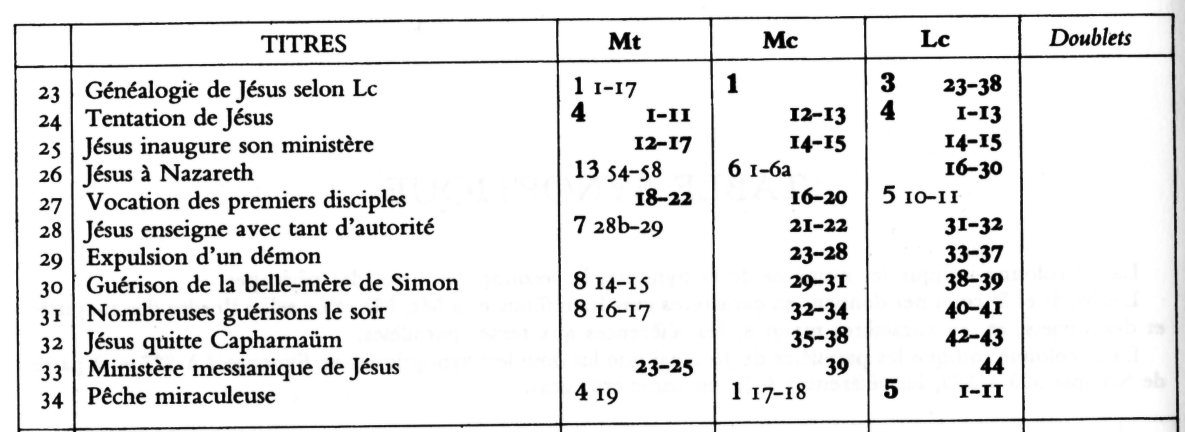 TITRES Mt Mc Lc Doublets
23 Généalogie de Jésus selon Lc 1 1-17 1 3 23-38
24 Tentation de Jésus 4 1-11 12-13 4 1-13
25 Jésus inaugure son ministère 12-17 14-15 14-15
26 Jésus à Nazareth 13 54-58 6 1-6a 16-30
27 Vocation des premiers disciples 18-22 16-20 5 10-11
28 Jésus enseigne avec tant d'autorité 7 28b-29 21-22 31-32
29 Expulsion d'un démon 23-28 33-37
30 Guérison de la belle-mère de Simon 8 14-15 29-31 38-39
31 Nombreuses guérisons le soir 8 16-17 32-34 40-41
32 Jésus quitte Capharnaüm 35-38 42-43
33 Ministère messianique de Jésus 23-25 39 44
34 Pêche miraculeuse 4 19 1 17-18 5 1-11